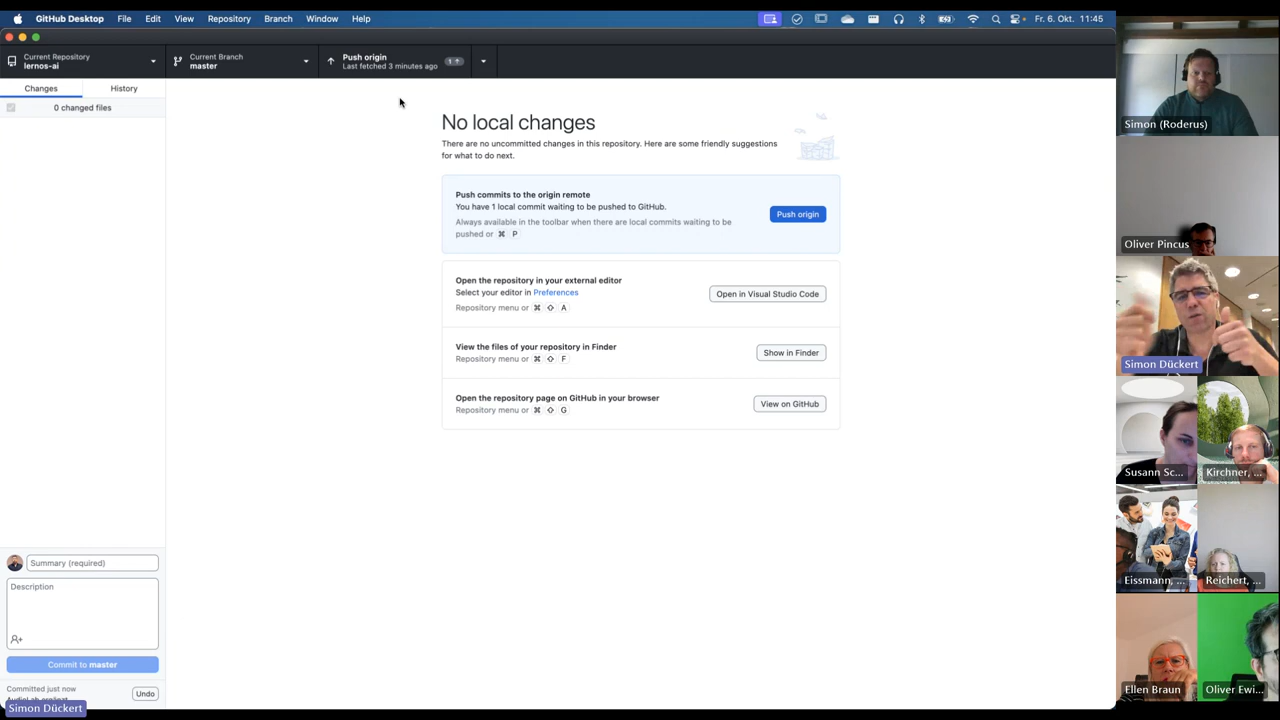 GitHub Desktop File Edit View Repository Branch Window Help
Fr. 6. Okt. 11:45
Current Repository
lernos-ai
Current Branch
master
Push origin
Last fetched 3 minutes ago
1
Changes
History
0 changed files
No local changes
There are no uncommitted changes in this repository. Here are some friendly suggestions
for what to do next.
Push commits to the origin remote
You have 1 local commit waiting to be pushed to GitHub.
Always available in the toolbar when there are local commits waiting to be
pushed or ⌘ P
Push origin
Open the repository in your external editor
Select your editor in Preferences
Repository menu or ⌘ ⇧ A
Open in Visual Studio Code
View the files of your repository in Finder
Repository menu or ⌘ ⇧ F
Show in Finder
Open the repository page on GitHub in your browser
Repository menu or ⌘ ⇧ G
View on GitHub
Summary (required)
Description
Commit to master
Committed just now
Undo
Simon Dückert
Simon (Roderus)
Oliver Pincus
Simon Dückert
Susann Sc...
Kirchner, ...
Eissmann, ...
Reichert, ...
Ellen Braun
Oliver Ewi...